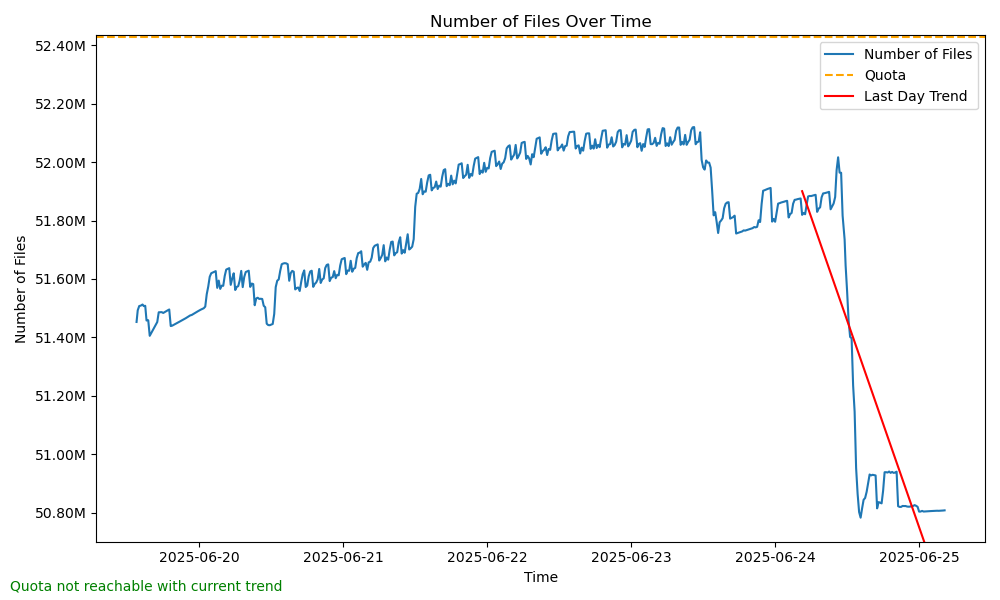 Number of Files Over Time
Number of Files
Quota
Last Day Trend
52.40M
52.20M
52.00M
51.80M
51.60M
51.40M
51.20M
51.00M
50.80M
Number of Files
2025-06-20
2025-06-21
2025-06-22
2025-06-23
2025-06-24
2025-06-25
Time
Quota not reachable with current trend